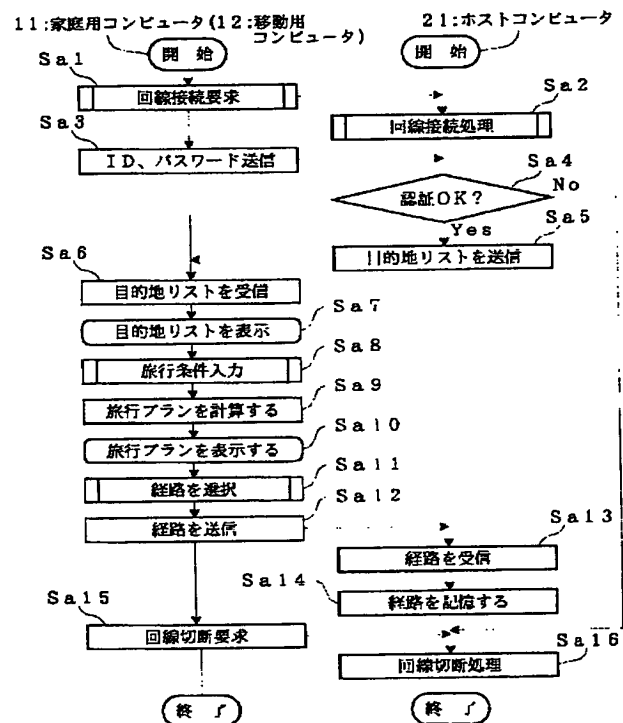 11:家庭用コンピュータ(12:移動用
コンピュータ)
21:ホストコンピュータ
開 始
開 始
Sa1
回線接続要求
Sa2
回線接続処理
Sa3
ID、パスワード送信
Sa4
認証OK?
No
Yes
Sa5
目的地リストを送信
Sa6
目的地リストを受信
目的地リストを表示
Sa7
旅行条件入力
Sa8
旅行プランを計算する
Sa9
旅行プランを表示する
Sa10
経路を選択
Sa11
経路を送信
Sa12
Sa13
経路を受信
Sa14
経路を記憶する
Sa15
回線切断要求
Sa16
回線切断処理
終 了
終 了